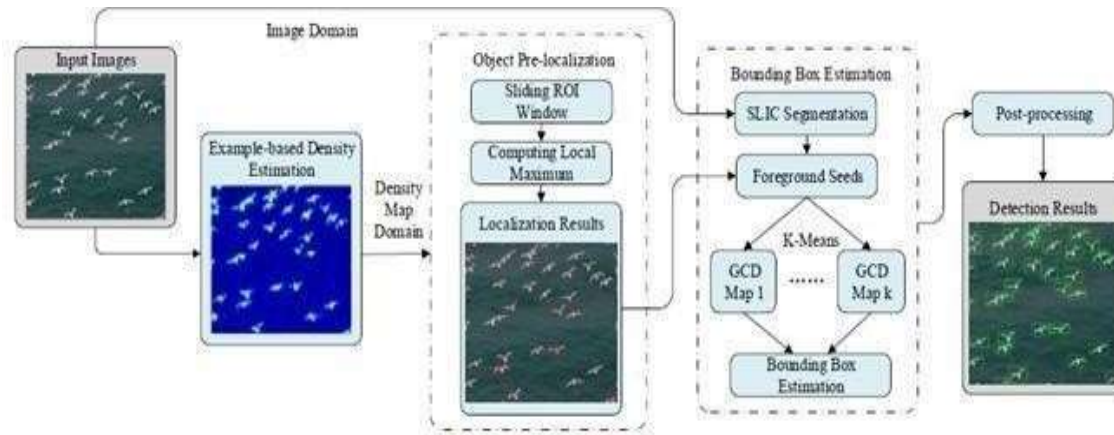 Image Domain
Input Images
Example-based Density
Estimation
Density
Map
Domain
Object Pre-localization
Sliding ROI
Window
Computing Local
Maximum
Localization Results
Bounding Box Estimation
SLIC Segmentation
Foreground Seeds
K-Means
GCD
Map 1
......
GCD
Map k
Bounding Box
Estimation
Post-processing
Detection Results